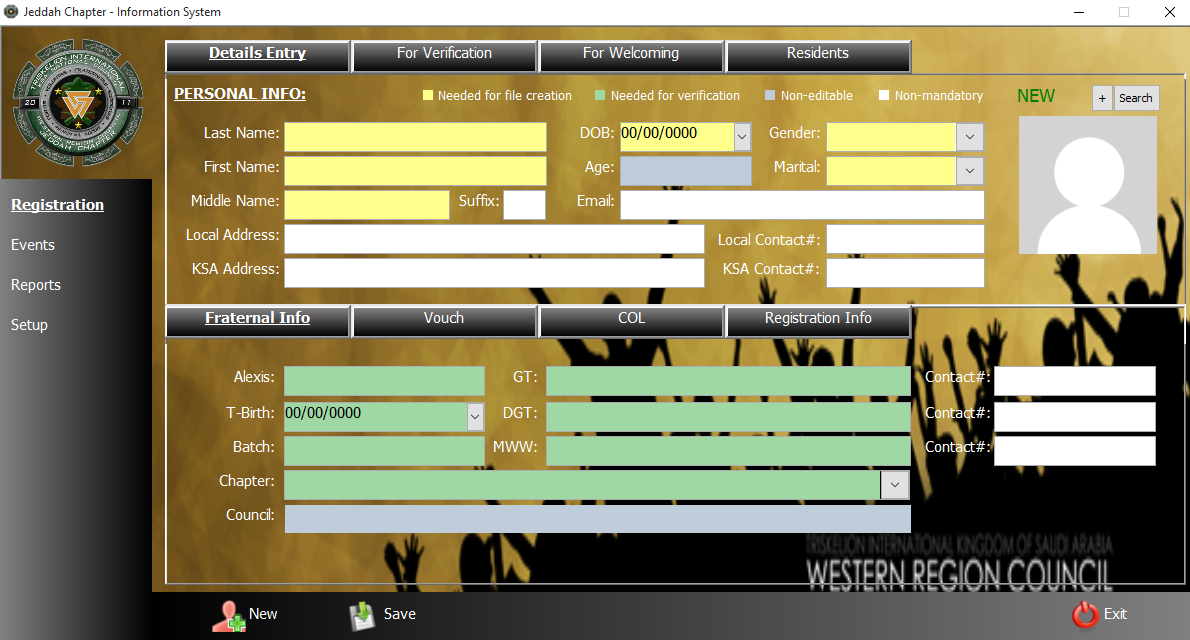 Jeddah Chapter - Information System
TRISKELION INTERNATIONAL
20 11
JEDDAH CHAPTER
Details Entry For Verification For Welcoming Residents
PERSONAL INFO: Needed for file creation Needed for verification Non-editable Non-mandatory NEW + Search
Last Name: DOB: 00/00/0000 Gender:
First Name: Age: Marital:
Middle Name: Suffix: Email:
Local Address: Local Contact#:
KSA Address: KSA Contact#:
Registration
Events
Reports
Setup
Fraternal Info Vouch COL Registration Info
Alexis: GT: Contact#:
T-Birth: 00/00/0000 DGT: Contact#:
Batch: MWW: Contact#:
Chapter:
Council:
TRISKELION INTERNATIONAL KINGDOM OF SAUDI ARABIA
WESTERN REGION COUNCIL
New Save Exit